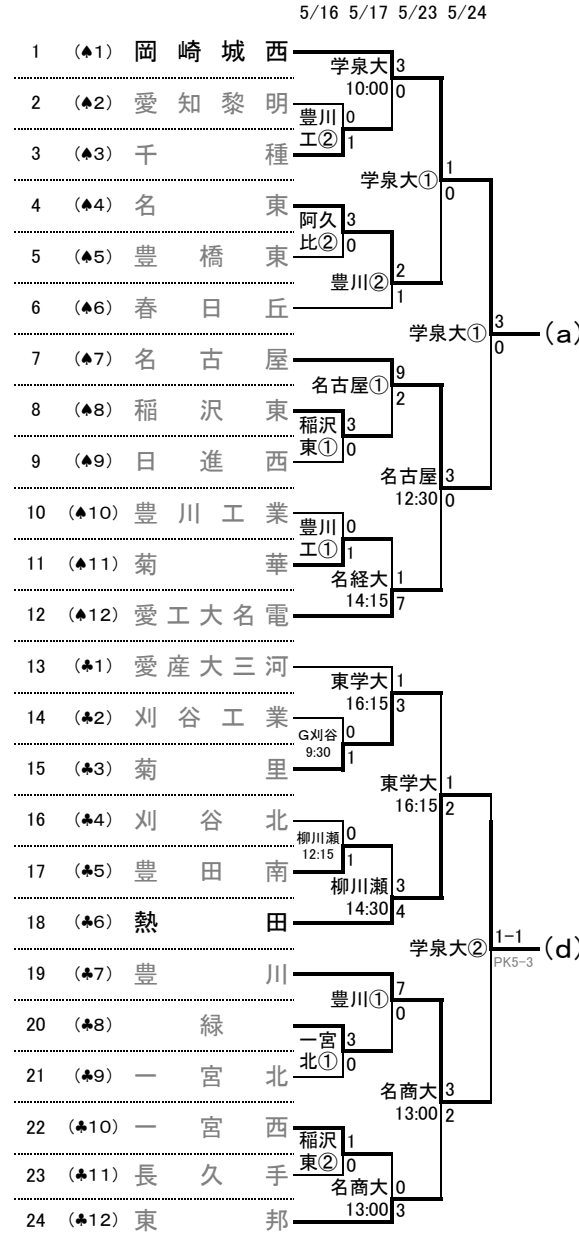 5/16 5/17 5/23 5/24
1 (♠1) 岡崎城西
学泉大 3
10:00 0
2 (♠2) 愛知黎明
豊川 0
工② 1
3 (♠3) 千種
学泉大① 1
0
4 (♠4) 名東
阿久 3
比② 0
5 (♠5) 豊橋東
豊川② 2
1
6 (♠6) 春日丘
学泉大① 3
0
(a)
7 (♠7) 名古屋
名古屋① 9
2
8 (♠8) 稲沢東
稲沢 3
東① 0
9 (♠9) 日進西
名古屋 3
12:30 0
10 (♠10) 豊川工業
豊川 0
工① 1
11 (♠11) 菊華
名経大 1
14:15 7
12 (♠12) 愛工大名電
13 (♣1) 愛産大三河
東学大 1
16:15 3
14 (♣2) 刈谷工業
G刈谷 0
9:30 1
15 (♣3) 菊里
東学大 1
16:15 2
16 (♣4) 刈谷北
柳川瀬 0
12:15 1
17 (♣5) 豊田南
柳川瀬 3
14:30 4
18 (♣6) 熱田
学泉大② 1-1
PK5-3
(d)
19 (♣7) 豊川
豊川① 7
0
20 (♣8) 緑
一宮 3
北① 0
21 (♣9) 一宮北
名商大 3
13:00 2
22 (♣10) 一宮西
稲沢 1
東② 0
23 (♣11) 長久手
名商大 0
13:00 3
24 (♣12) 東邦